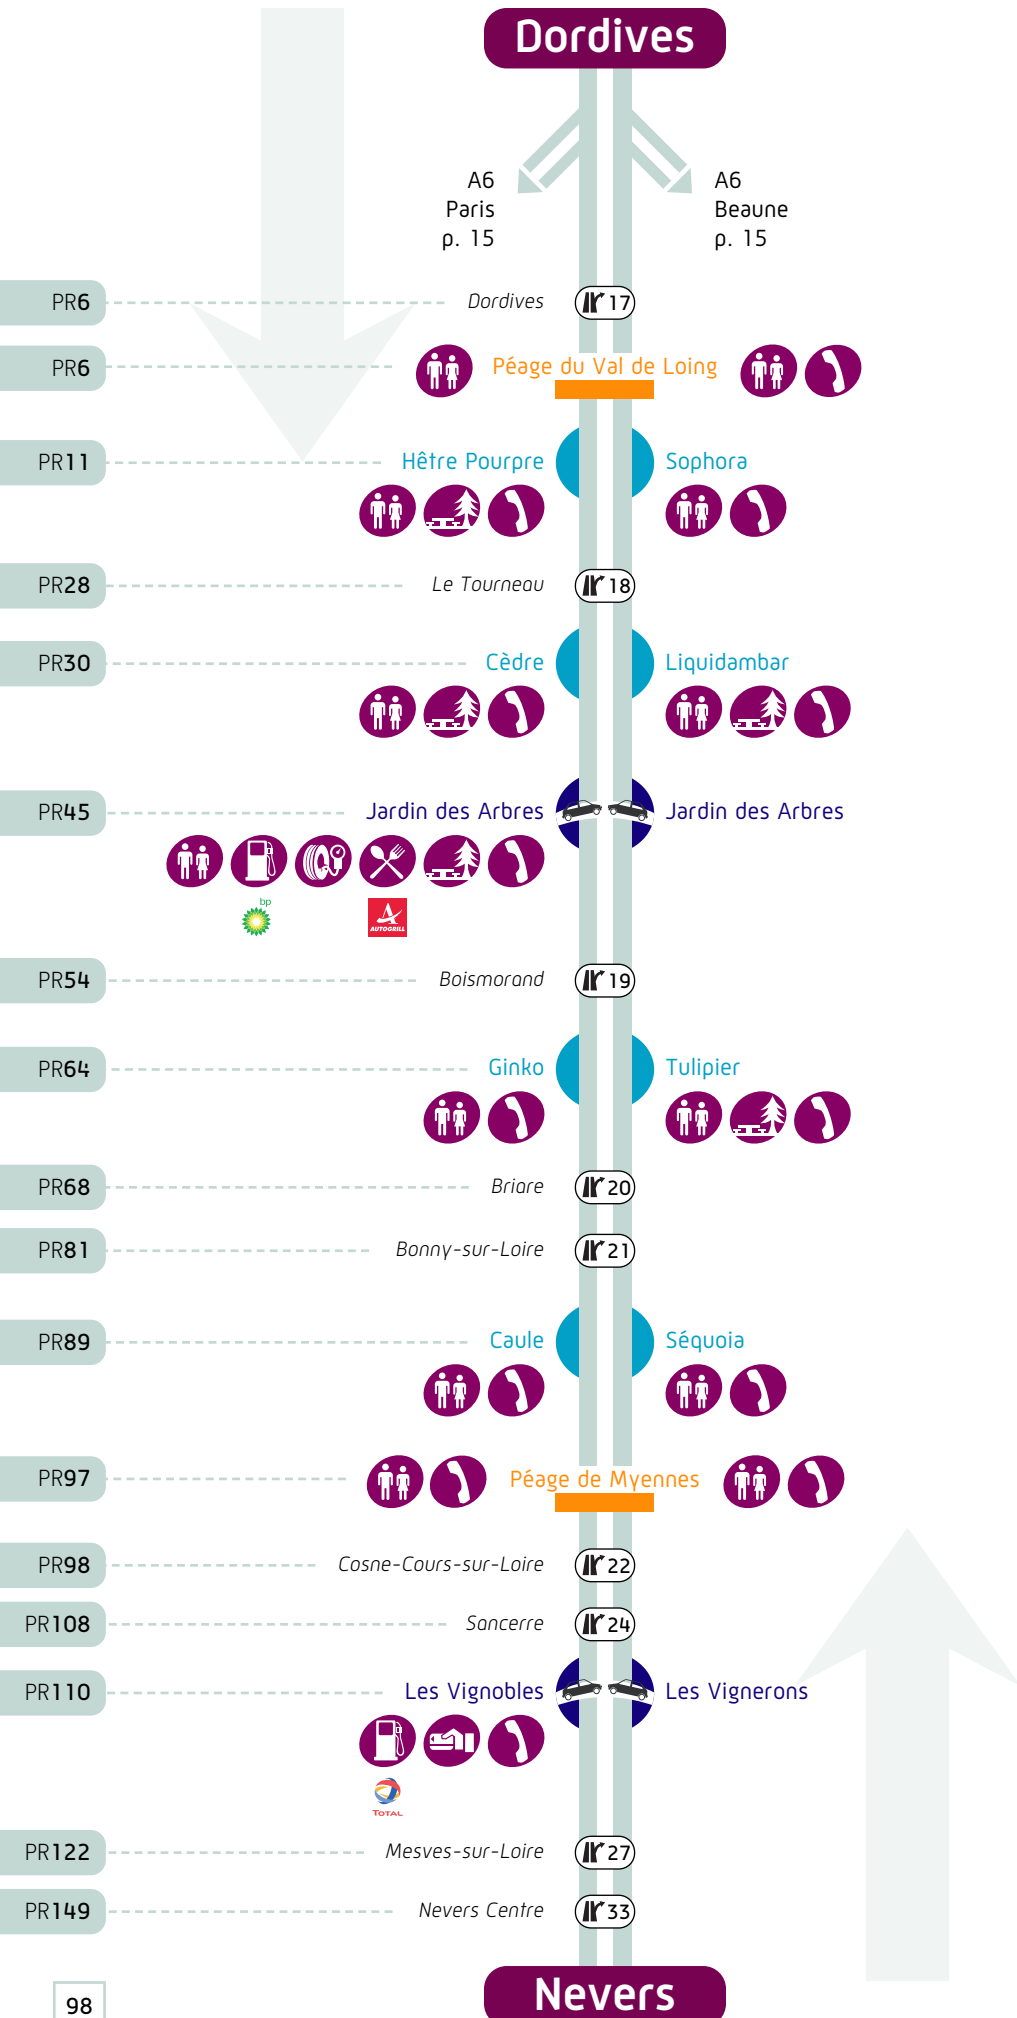 Dordives
A6
Paris
p. 15
A6
Beaune
p. 15
PR6 Dordives 17
PR6 Péage du Val de Loing
PR11 Hêtre Pourpre Sophora
PR28 Le Tourneau 18
PR30 Cèdre Liquidambar
PR45 Jardin des Arbres Jardin des Arbres
bp
AUTOGRILL
PR54 Boismorand 19
PR64 Ginko Tulipier
PR68 Briare 20
PR81 Bonny-sur-Loire 21
PR89 Caule Séquoia
PR97 Péage de Myennes
PR98 Cosne-Cours-sur-Loire 22
PR108 Sancerre 24
PR110 Les Vignobles Les Vignerons
TOTAL
PR122 Mesves-sur-Loire 27
PR149 Nevers Centre 33
98
Nevers